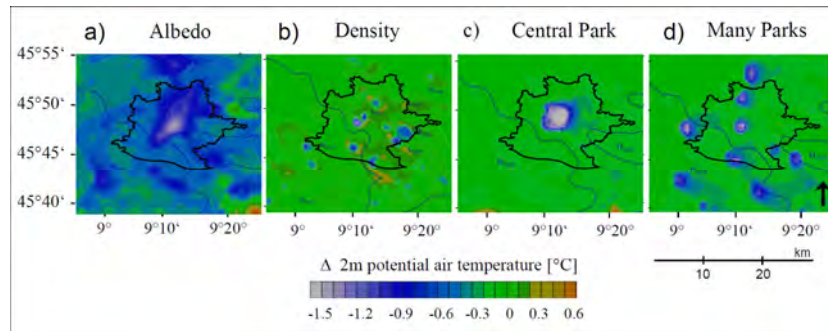 a) Albedo
b) Density
c) Central Park
d) Many Parks
45°55‘
45°50‘
45°45‘
45°40‘
9° 9°10‘ 9°20‘
9° 9°10‘ 9°20‘
9° 9°10‘ 9°20‘
9° 9°10‘ 9°20‘
Δ 2m potential air temperature [°C]
-1.5 -1.2 -0.9 -0.6 -0.3 0 0.3 0.6
km
10 20